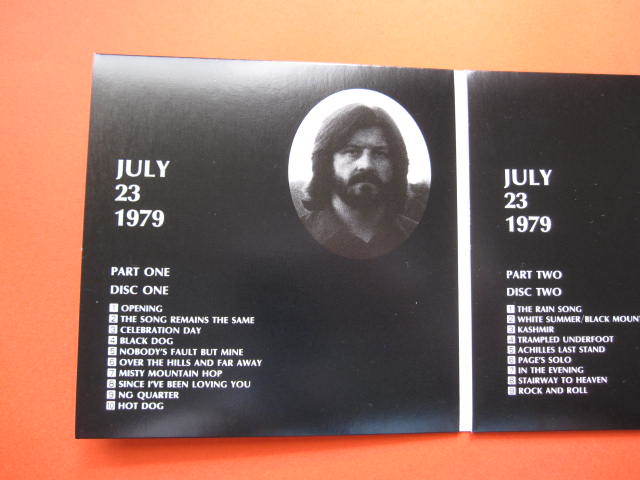 JULY
23
1979
PART ONE
DISC ONE
1 OPENING
2 THE SONG REMAINS THE SAME
3 CELEBRATION DAY
4 BLACK DOG
5 NOBODY'S FAULT BUT MINE
6 OVER THE HILLS AND FAR AWAY
7 MISTY MOUNTAIN HOP
8 SINCE I'VE BEEN LOVING YOU
9 NG QUARTER
10 HOT DOG
JULY
23
1979
PART TWO
DISC TWO
1 THE RAIN SONG
2 WHITE SUMMER/BLACK MOUNT
3 KASHMIR
4 TRAMPLED UNDERFOOT
5 ACHILLES LAST STAND
6 PAGE'S SOLO
7 IN THE EVENING
8 STAIRWAY TO HEAVEN
9 ROCK AND ROLL